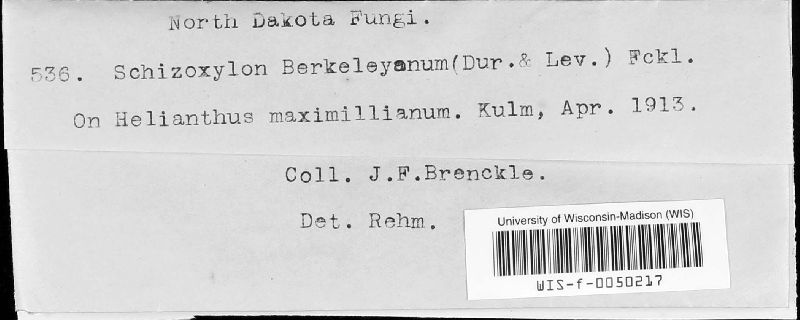 North Dakota Fungi.
536. Schizoxylon Berkeleyanum(Dur.& Lev.) Fckl.
On Helianthus maximillianum. Kulm, Apr. 1913.
Coll. J.F.Brenckle.
Det. Rehm.
University of Wisconsin-Madison (WIS)
WIS-f-0050217